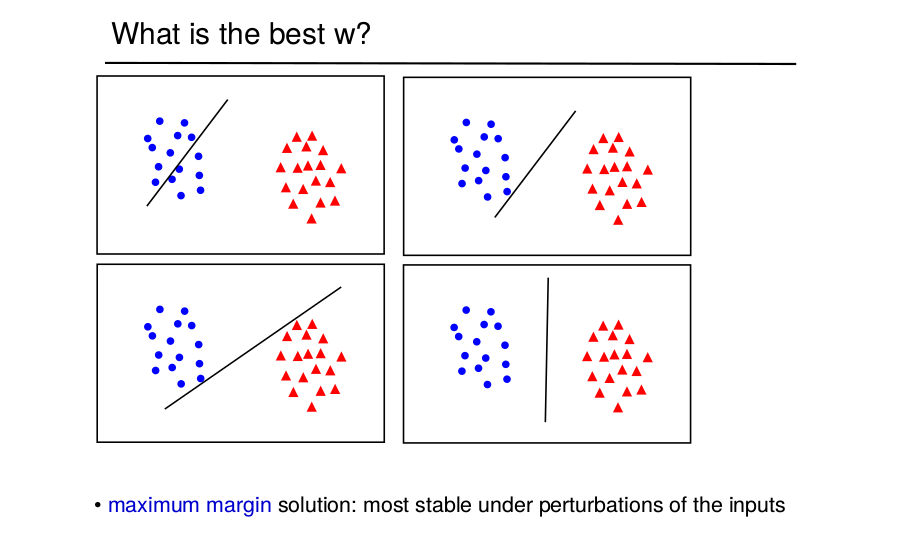 What is the best w?
• maximum margin solution: most stable under perturbations of the inputs